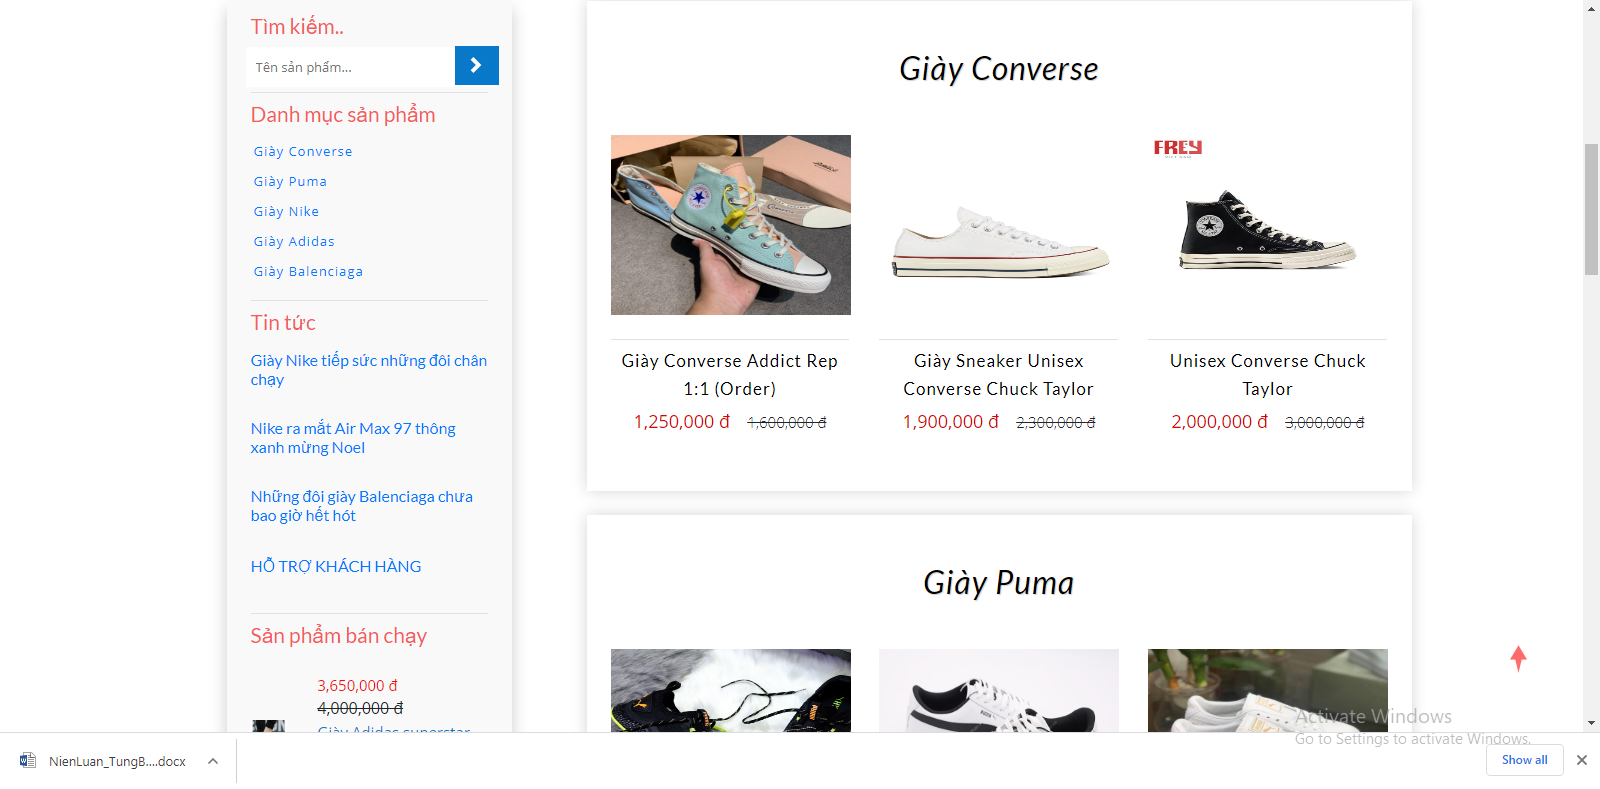 Tìm kiếm..
Tên sản phẩm...
Danh mục sản phẩm
Giày Converse
Giày Puma
Giày Nike
Giày Adidas
Giày Balenciaga
Tin tức
Giày Nike tiếp sức những đôi chân
chạy
Nike ra mắt Air Max 97 thông
xanh mừng Noel
Những đôi giày Balenciaga chưa
bao giờ hết hót
HỖ TRỢ KHÁCH HÀNG
Sản phẩm bán chạy
3,650,000 đ
4,000,000 đ
Giày Adidas superstar
Giày Converse
FREY
Giày Converse Addict Rep
1:1 (Order)
1,250,000 đ 1,600,000 đ
Giày Sneaker Unisex
Converse Chuck Taylor
1,900,000 đ 2,300,000 đ
Unisex Converse Chuck
Taylor
2,000,000 đ 3,000,000 đ
Giày Puma
Activate Windows
Go to Settings to activate Windows.
NienLuan_TungB....docx
Show all